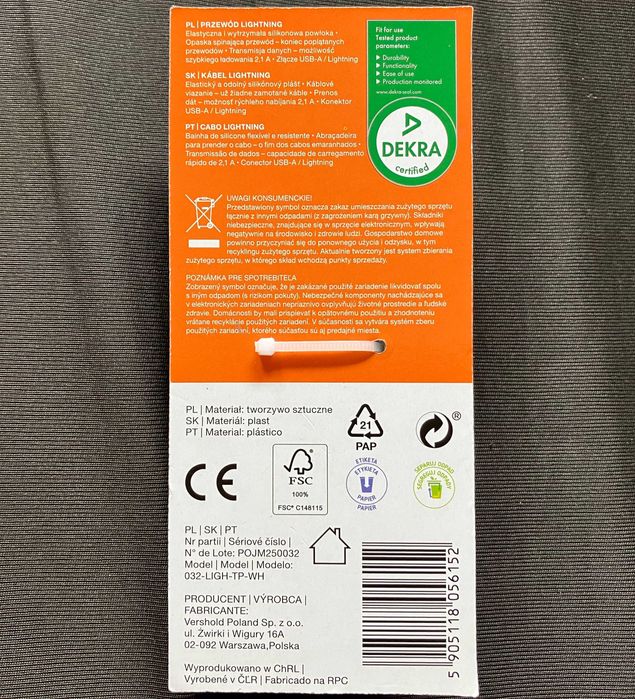 PL | PRZEWÓD LIGHTNING
Elastyczna i wytrzymała silikonowa powłoka •
Opaska spinająca przewód – koniec poplątanych
przewodów • Transmisja danych – możliwość
szybkiego ładowania 2,1 A • Złącze USB-A / Lightning
SK | KÁBEL LIGHTNING
Elastický a odolný silikónový plášť • Káblové
viazanie – už žiadne zamotané káble • Prenos
dát – možnosť rýchleho nabíjania 2,1 A • Konektor
USB-A / Lightning
PT | CABO LIGHTNING
Bainha de silicone flexível e resistente • Abraçadeira
para prender o cabo – o fim dos cabos emaranhados •
Transmissão de dados – capacidade de carregamento
rápido de 2,1 A • Conector USB-A / Lightning
Fit for use
Tested product
parameters:
Durability
Functionality
Ease of use
Production monitored
www.dekra-seal.com
DEKRA
certified
UWAGI KONSUMENCKIE!
Przedstawiony symbol oznacza zakaz umieszczania zużytego sprzętu
łącznie z innymi odpadami (z zagrożeniem karą grzywny). Składniki
niebezpieczne, znajdujące się w sprzęcie elektronicznym, wpływają
negatywnie na środowisko i zdrowie ludzi. Gospodarstwo domowe
powinno przyczyniać się do ponownego użycia i odzysku, w tym
recyklingu zużytego sprzętu. Aktualnie tworzony jest system zbierania
zużytego sprzętu, w którego skład wchodzą punkty sprzedaży.
POZNÁMKA PRE SPOTREBITEĽA
Zobrazený symbol označuje, že je zakázané použité zariadenie likvidovať spolu
s iným odpadom (s rizikom pokuty). Nebezpečné komponenty nachádzajúce sa
v elektronických zariadeniach nepriaznivo ovplyvňujú životné prostredie a ľudské
zdravie. Domácnosti by mali prispievať k opätovnému použitiu a zhodnoteniu
vrátane recyklácie použitých zariadení. V súčasnosti sa vytvára systém zberu
použitých zariadení, ktorého súčasťou sú aj predajné miesta.
PL | Materiał: tworzywo sztuczne
SK | Materiál: plast
PT | Material: plástico
21
PAP
®
CE
FSC
100%
FSC® C148115
ETIKETA
ETYKIETA
PAPIER
PAPIER
SEPARUJ ODPAD
SEGREGUJ ODPADY
PL | SK | PT
Nr partii | Sériové číslo |
N° de Lote: POJM250032
Model | Model | Modelo:
032-LIGH-TP-WH
PRODUCENT | VÝROBCA |
FABRICANTE:
Vershold Poland Sp. z o.o.
ul. Żwirki i Wigury 16A
02-092 Warszawa,Polska
Wyprodukowano w ChRL |
Vyrobené v ČĽR | Fabricado na RPC
5 905118 056152